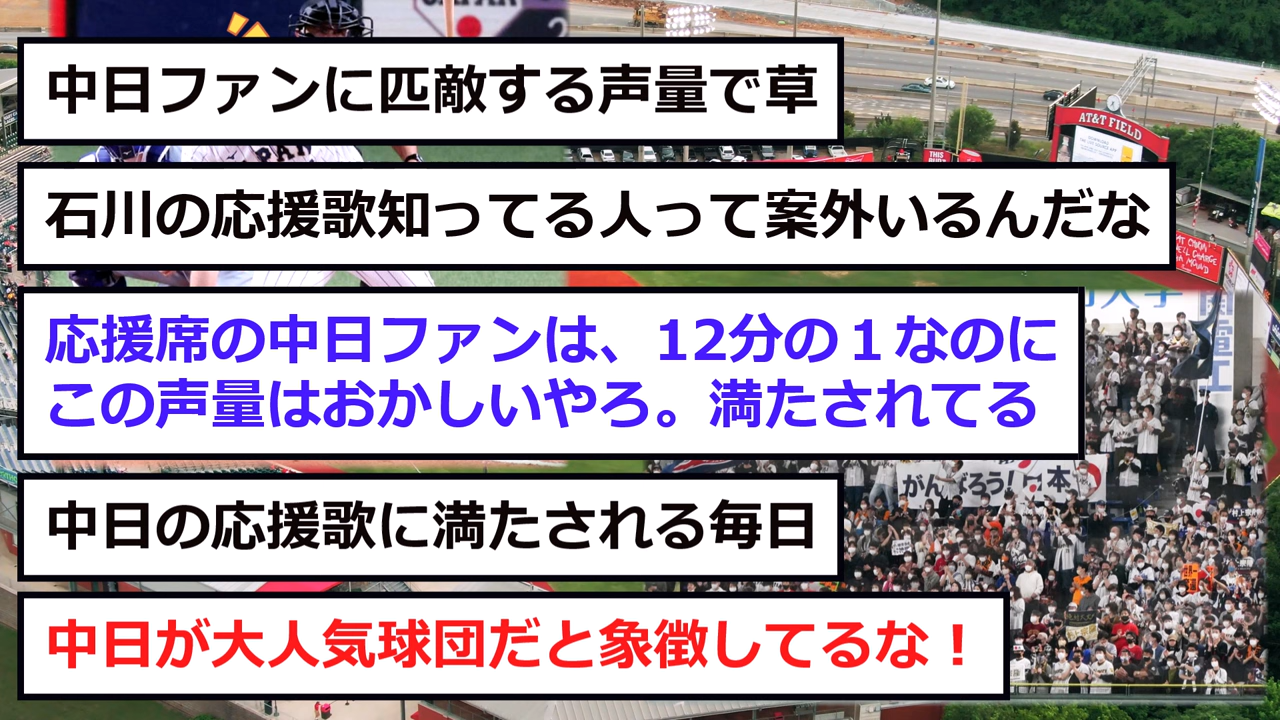 中日ファンに匹敵する声量で草
AT&T FIELD
石川の応援歌知ってる人って案外いるんだな
応援席の中日ファンは、12分の１なのに
この声量はおかしいやろ。満たされてる
がんばろう!日本
中日の応援歌に満たされる毎日
中日が大人気球団だと象徴してるな！